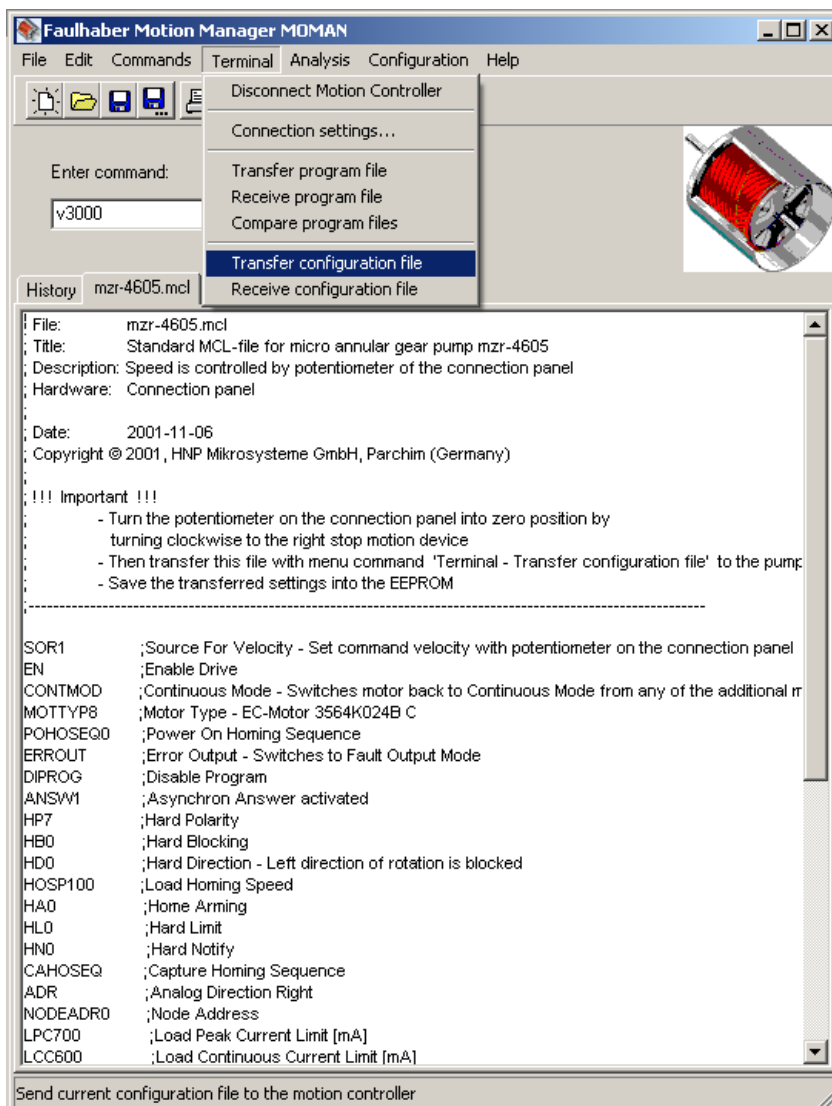 Faulhaber Motion Manager MOMAN
File Edit Commands Terminal Analysis Configuration Help
Disconnect Motion Controller
Connection settings...
Transfer program file
Receive program file
Compare program files
Transfer configuration file
Receive configuration file
Enter command:
v3000
History mzr-4605.mcl
; File: mzr-4605.mcl
; Title: Standard MCL-file for micro annular gear pump mzr-4605
; Description: Speed is controlled by potentiometer of the connection panel
; Hardware: Connection panel
;
; Date: 2001-11-06
; Copyright © 2001, HNP Mikrosysteme GmbH, Parchim (Germany)
;
; !!! Important !!!
; - Turn the potentiometer on the connection panel into zero position by
; turning clockwise to the right stop motion device
; - Then transfer this file with menu command 'Terminal - Transfer configuration file' to the pump
; - Save the transferred settings into the EEPROM
;---------------------------------------------------------------------------------------------------------------
SOR1 ;Source For Velocity - Set command velocity with potentiometer on the connection panel
EN ;Enable Drive
CONTMOD ;Continuous Mode - Switches motor back to Continuous Mode from any of the additional
MOTTYP8 ;Motor Type - EC-Motor 3564K024B C
POHOSEQ0 ;Power On Homing Sequence
ERROUT ;Error Output - Switches to Fault Output Mode
DIPROG ;Disable Program
ANSW1 ;Asynchron Answer activated
HP7 ;Hard Polarity
HB0 ;Hard Blocking
HD0 ;Hard Direction - Left direction of rotation is blocked
HOSP100 ;Load Homing Speed
HA0 ;Home Arming
HL0 ;Hard Limit
HN0 ;Hard Notify
CAHOSEQ ;Capture Homing Sequence
ADR ;Analog Direction Right
NODEADR0 ;Node Address
LPC700 ;Load Peak Current Limit [mA]
LCC600 ;Load Continuous Current Limit [mA]
Send current configuration file to the motion controller